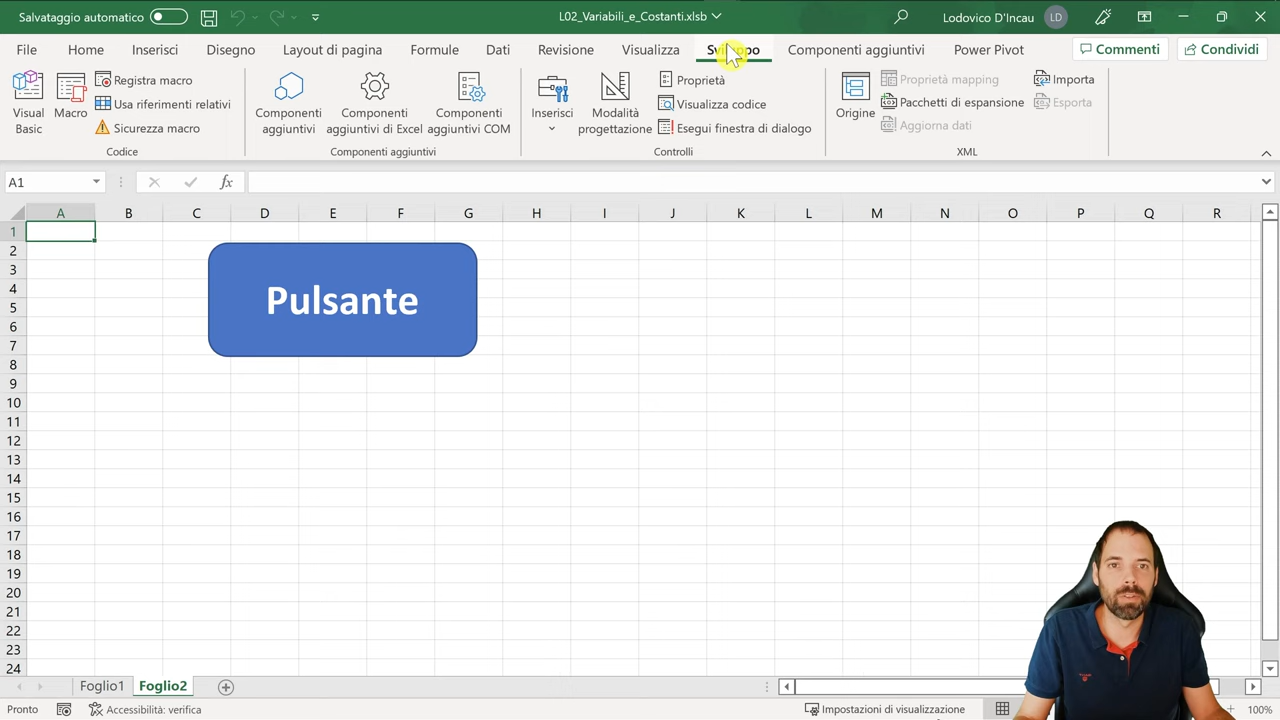 Salvataggio automatico
L02_Variabili_e_Costanti.xlsb
Lodovico D'Incau
LD
File
Home
Inserisci
Disegno
Layout di pagina
Formule
Dati
Revisione
Visualizza
Sviluppo
Componenti aggiuntivi
Power Pivot
Commenti
Condividi
Visual Basic
Macro
Registra macro
Usa riferimenti relativi
Sicurezza macro
Codice
Componenti aggiuntivi
Componenti aggiuntivi di Excel
Componenti aggiuntivi COM
Componenti aggiuntivi
Inserisci
Modalità progettazione
Proprietà
Visualizza codice
Esegui finestra di dialogo
Controlli
Origine
Proprietà mapping
Pacchetti di espansione
Aggiorna dati
Importa
Esporta
XML
A1
fx
A B C D E F G H I J K L M N O P Q R
1
2
3
4
5
6
7
8
9
10
11
12
13
14
15
16
17
18
19
20
21
22
23
24
Pulsante
Foglio1
Foglio2
Pronto
Accessibilità: verifica
Impostazioni di visualizzazione
100%